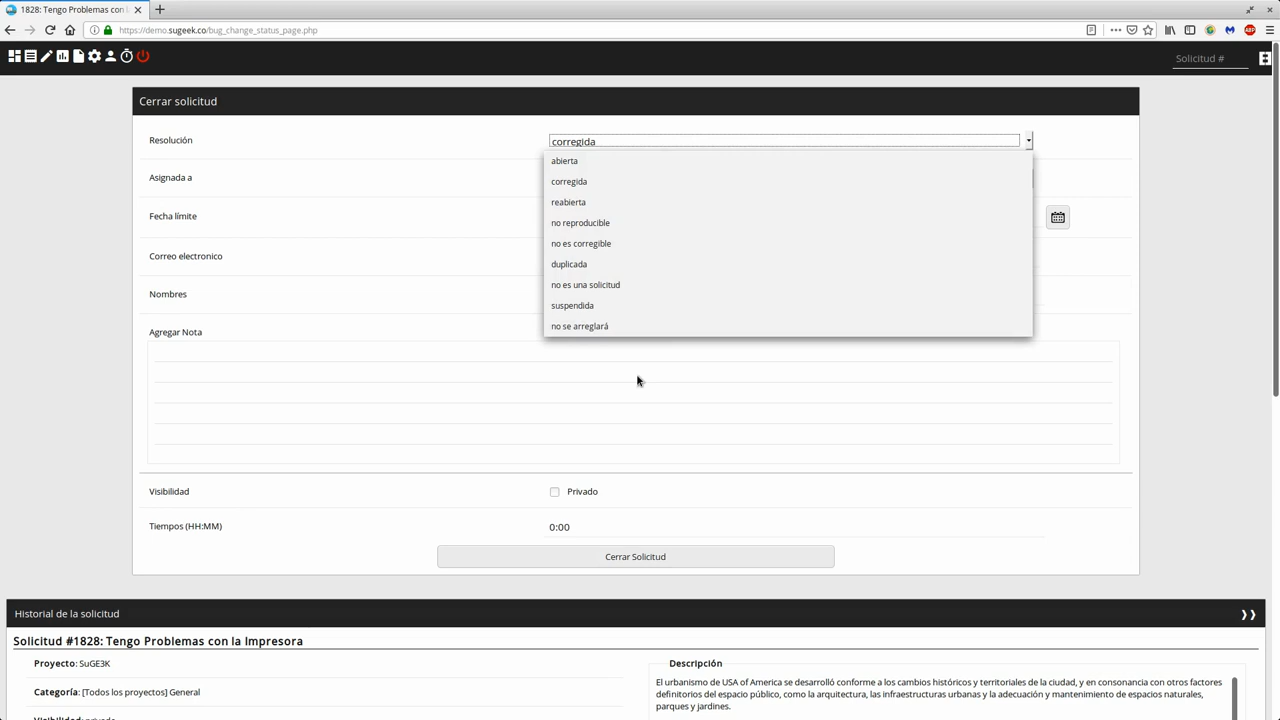 1828: Tengo Problemas con l
https://demo.sugeek.co/bug_change_status_page.php
Solicitud #
Cerrar solicitud
Resolución
corregida
abierta
Asignada a
corregida
reabierta
Fecha límite
no reproducible
no es corregible
Correo electronico
duplicada
no es una solicitud
Nombres
suspendida
no se arreglará
Agregar Nota
Visibilidad
Privado
Tiempos (HH:MM)
0:00
Cerrar Solicitud
Historial de la solicitud
Solicitud #1828: Tengo Problemas con la Impresora
Proyecto: SuGE3K
Categoría: [Todos los proyectos] General
Descripción
El urbanismo de USA of America se desarrolló conforme a los cambios históricos y territoriales de la ciudad, y en consonancia con otros factores
definitorios del espacio público, como la arquitectura, las infraestructuras urbanas y la adecuación y mantenimiento de espacios naturales,
parques y jardines.